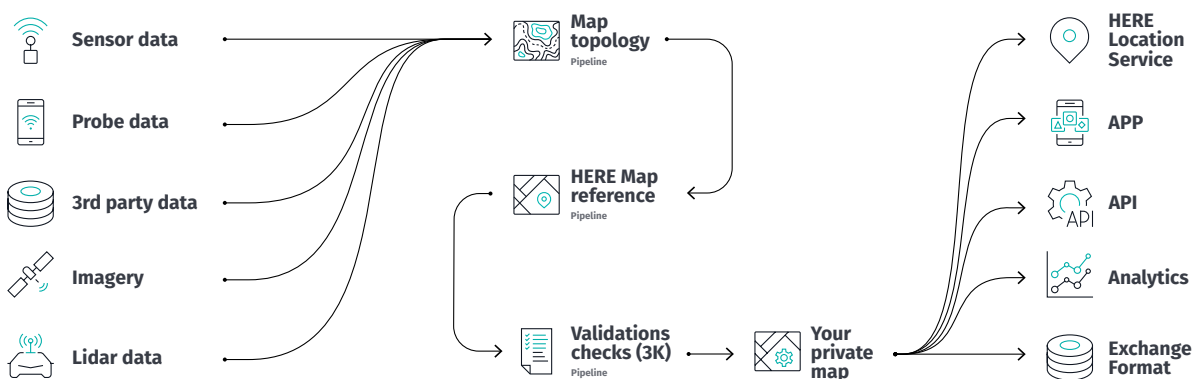 Sensor data
Probe data
3rd party data
Imagery
Lidar data
Map
topology
Pipeline
HERE Map
reference
Pipeline
Validations
checks (3K)
Pipeline
Your
private
map
HERE
Location
Service
APP
API
API
Analytics
Exchange
Format